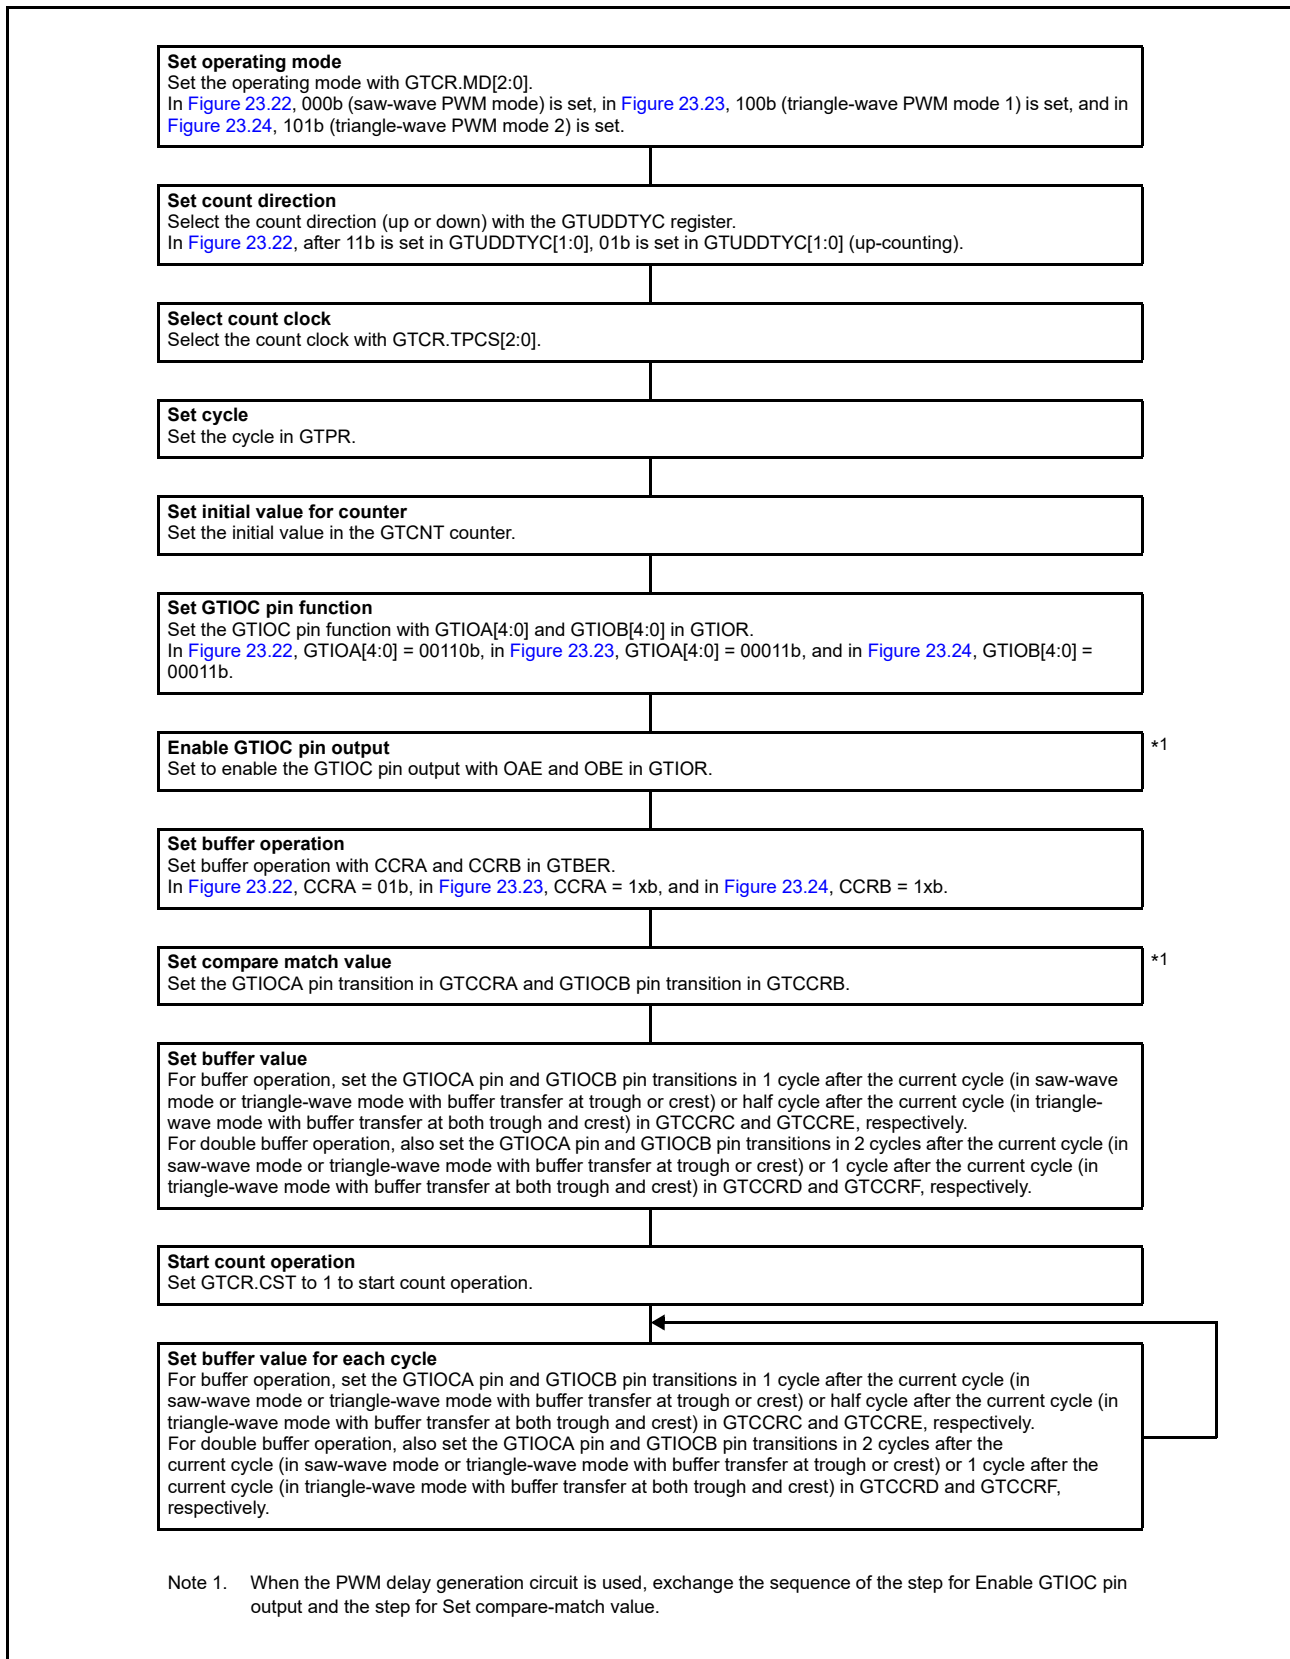 Set operating mode
Set the operating mode with GTCR.MD[2:0].
In Figure 23.22, 000b (saw-wave PWM mode) is set, in Figure 23.23, 100b (triangle-wave PWM mode 1) is set, and in
Figure 23.24, 101b (triangle-wave PWM mode 2) is set.
Set count direction
Select the count direction (up or down) with the GTUDDTYC register.
In Figure 23.22, after 11b is set in GTUDDTYC[1:0], 01b is set in GTUDDTYC[1:0] (up-counting).
Select count clock
Select the count clock with GTCR.TPCS[2:0].
Set cycle
Set the cycle in GTPR.
Set initial value for counter
Set the initial value in the GTCNT counter.
Set GTIOC pin function
Set the GTIOC pin function with GTIOA[4:0] and GTIOB[4:0] in GTIOR.
In Figure 23.22, GTIOA[4:0] = 00110b, in Figure 23.23, GTIOA[4:0] = 00011b, and in Figure 23.24, GTIOB[4:0] =
00011b.
Enable GTIOC pin output
*1
Set to enable the GTIOC pin output with OAE and OBE in GTIOR.
Set buffer operation
Set buffer operation with CCRA and CCRB in GTBER.
In Figure 23.22, CCRA = 01b, in Figure 23.23, CCRA = 1xb, and in Figure 23.24, CCRB = 1xb.
Set compare match value
*1
Set the GTIOCA pin transition in GTCCRA and GTIOCB pin transition in GTCCRB.
Set buffer value
For buffer operation, set the GTIOCA pin and GTIOCB pin transitions in 1 cycle after the current cycle (in saw-wave
mode or triangle-wave mode with buffer transfer at trough or crest) or half cycle after the current cycle (in triangle-
wave mode with buffer transfer at both trough and crest) in GTCCRC and GTCCRE, respectively.
For double buffer operation, also set the GTIOCA pin and GTIOCB pin transitions in 2 cycles after the current cycle (in
saw-wave mode or triangle-wave mode with buffer transfer at trough or crest) or 1 cycle after the current cycle (in
triangle-wave mode with buffer transfer at both trough and crest) in GTCCRD and GTCCRF, respectively.
Start count operation
Set GTCR.CST to 1 to start count operation.
Set buffer value for each cycle
For buffer operation, set the GTIOCA pin and GTIOCB pin transitions in 1 cycle after the current cycle (in
saw-wave mode or triangle-wave mode with buffer transfer at trough or crest) or half cycle after the current cycle (in
triangle-wave mode with buffer transfer at both trough and crest) in GTCCRC and GTCCRE, respectively.
For double buffer operation, also set the GTIOCA pin and GTIOCB pin transitions in 2 cycles after the
current cycle (in saw-wave mode or triangle-wave mode with buffer transfer at trough or crest) or 1 cycle after the
current cycle (in triangle-wave mode with buffer transfer at both trough and crest) in GTCCRD and GTCCRF,
respectively.
Note 1. When the PWM delay generation circuit is used, exchange the sequence of the step for Enable GTIOC pin
output and the step for Set compare-match value.